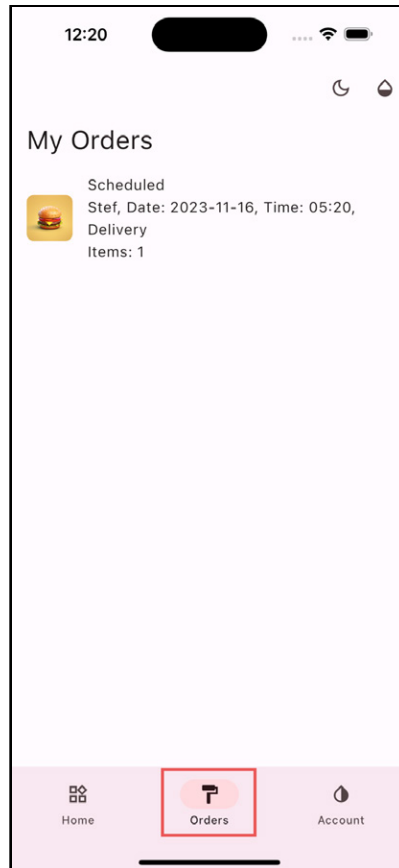 12:20
My Orders
Scheduled
Stef, Date: 2023-11-16, Time: 05:20,
Delivery
Items: 1
Home
Orders
Account